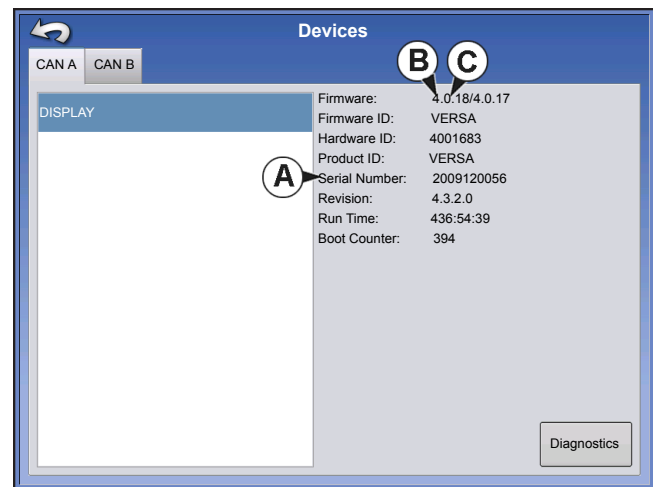 Devices
CAN A CAN B
B C
DISPLAY
Firmware: 4.0.18/4.0.17
Firmware ID: VERSA
Hardware ID: 4001683
Product ID: VERSA
A
Serial Number: 2009120056
Revision: 4.3.2.0
Run Time: 436:54:39
Boot Counter: 394
Diagnostics